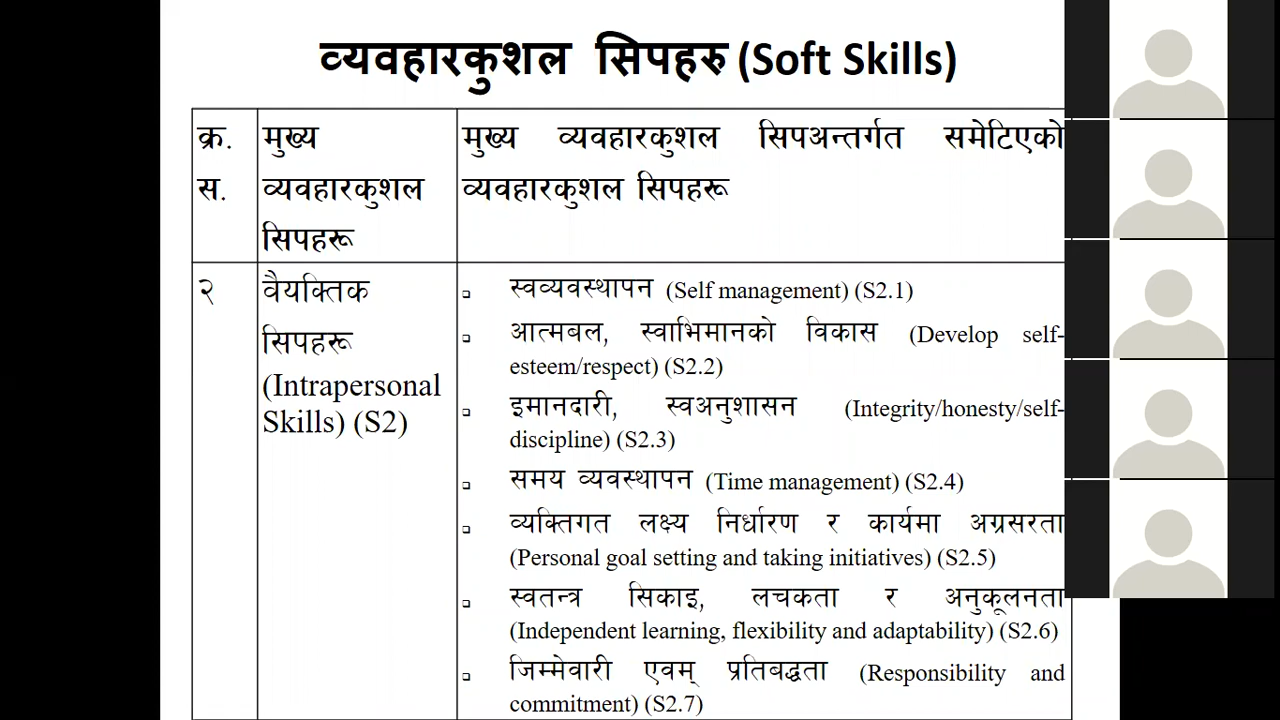 व्यवहारकुशल सिपहरु (Soft Skills)
क्र.
स.
मुख्य
व्यवहारकुशल
सिपहरू
मुख्य व्यवहारकुशल सिपअन्तर्गत समेटिएको
व्यवहारकुशल सिपहरू
२
वैयक्तिक
सिपहरू
(Intrapersonal
Skills) (S2)
स्वव्यवस्थापन (Self management) (S2.1)
आत्मबल, स्वाभिमानको विकास (Develop self-
esteem/respect) (S2.2)
इमानदारी, स्वअनुशासन (Integrity/honesty/self-
discipline) (S2.3)
समय व्यवस्थापन (Time management) (S2.4)
व्यक्तिगत लक्ष्य निर्धारण र कार्यमा अग्रसरता
(Personal goal setting and taking initiatives) (S2.5)
स्वतन्त्र सिकाइ, लचकता र अनुकूलनता
(Independent learning, flexibility and adaptability) (S2.6)
जिम्मेवारी एवम् प्रतिबद्धता (Responsibility and
commitment) (S2.7)